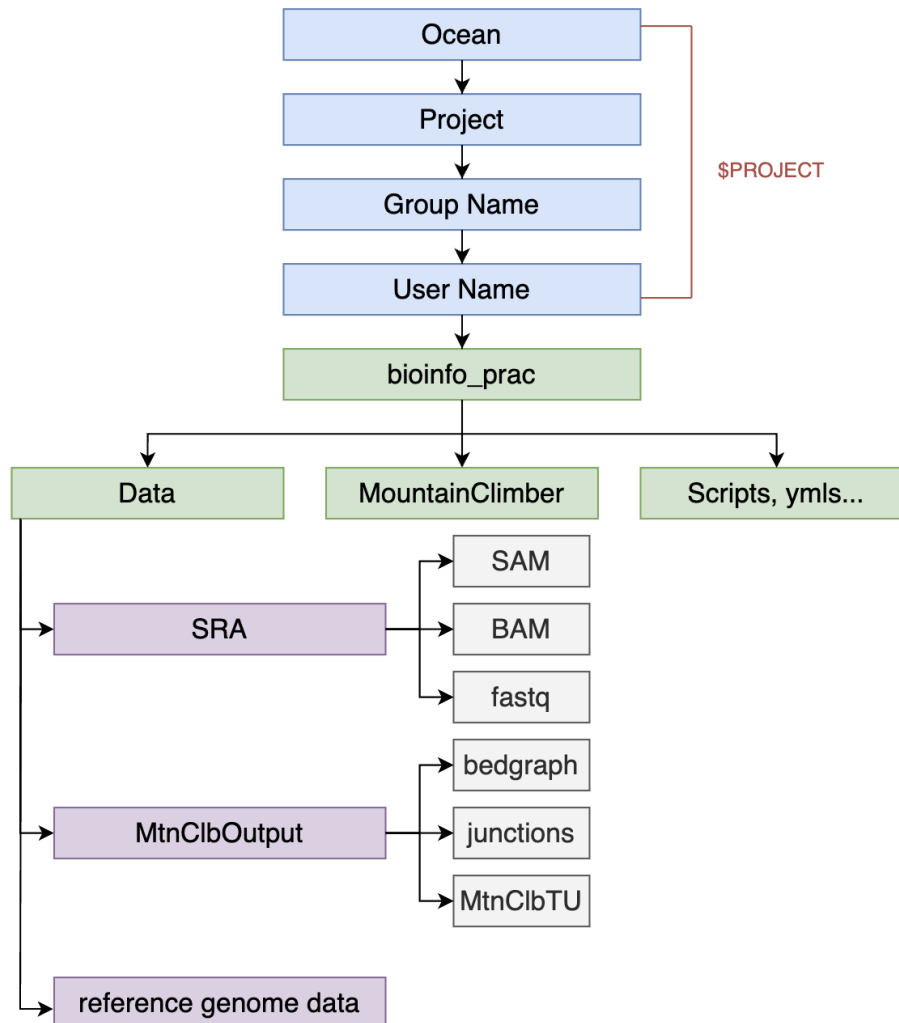 Ocean
Project
$PROJECT
Group Name
User Name
bioinfo_prac
Data
MountainClimber
Scripts, ymls...
SAM
SRA
BAM
fastq
bedgraph
MtnClbOutput
junctions
MtnClbTU
reference genome data